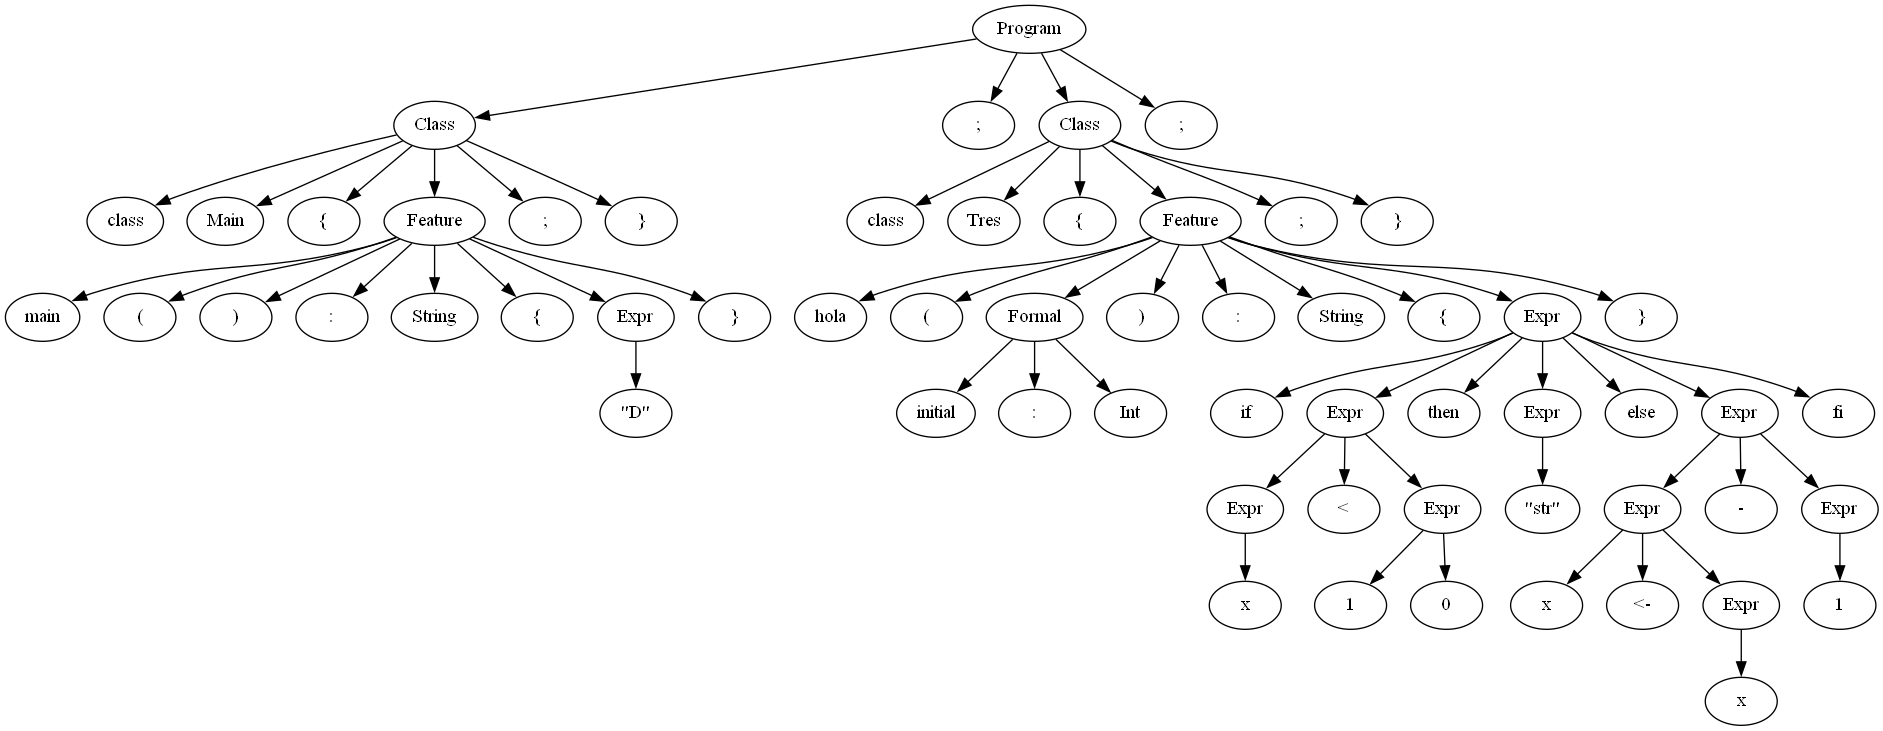 Program
Class ; Class ;
class Main { Feature ; } class Tres { Feature ; }
main ( ) : String { Expr } hola ( Formal ) : String { Expr }
"D" initial : Int if Expr then Expr else Expr fi
Expr < Expr "str" Expr - Expr
x 1 0 x <- Expr 1
x